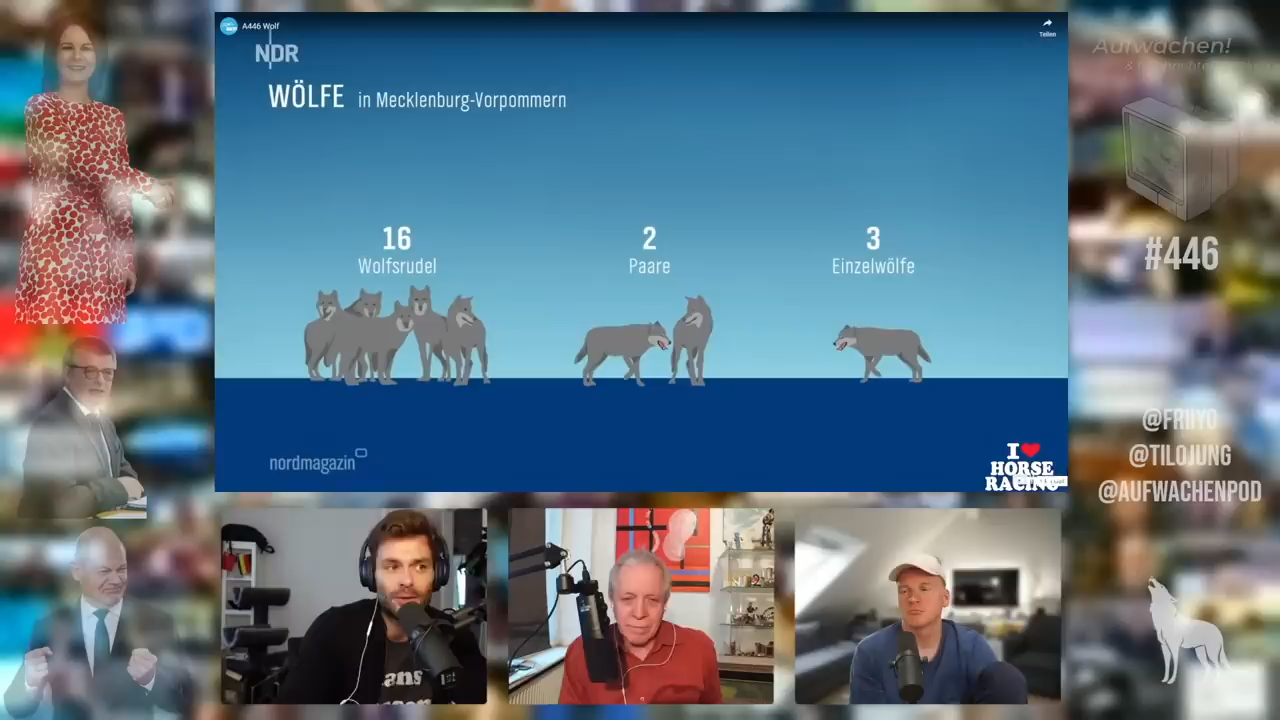 A446 Wolf
Teilen
NDR
WÖLFE in Mecklenburg-Vorpommern
16
Wolfsrudel
2
Paare
3
Einzelwölfe
nordmagazin
I
HORSE
RACING
Aufwachen!
#446
@FRIIYO
@TILOJUNG
@AUFWACHENPOD